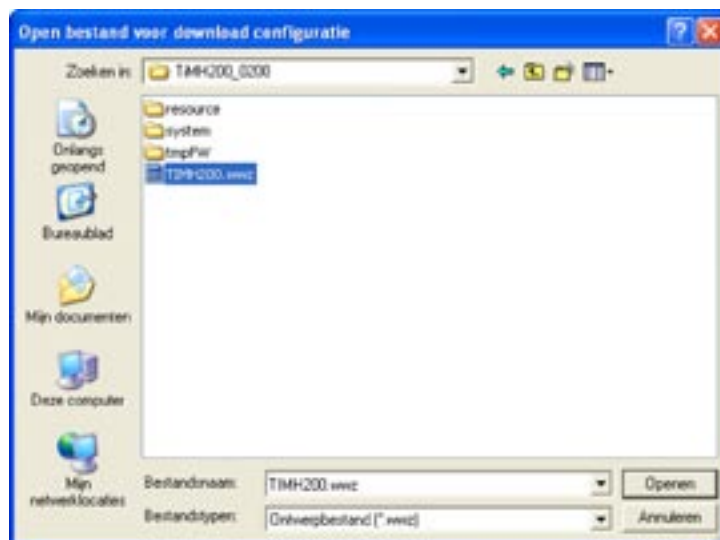 Open bestand voor download configuratie
Zoeken in:
TIMH200_0200
resource
system
tmpFW
TIMH200.wwz
Onlangs
geopend
Bureaublad
Mijn documenten
Deze computer
Mijn
netwerklocaties
Bestandsnaam:
TIMH200.wwz
Openen
Bestandstypen:
Ontwerpbestand (*.wwz)
Annuleren